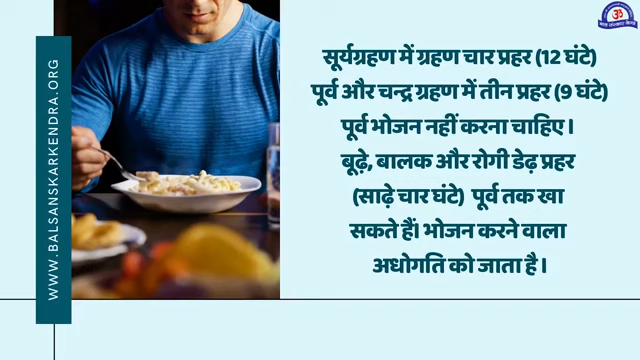 WWW.BALSANSKARKENDRA.ORG
सूर्यग्रहण में ग्रहण चार प्रहर (12 घंटे)
पूर्व और चन्द्र ग्रहण में तीन प्रहर (9 घंटे)
पूर्व भोजन नहीं करना चाहिए ।
बूढ़े, बालक और रोगी डेढ़ प्रहर
(साढ़े चार घंटे) पूर्व तक खा
सकते हैं। भोजन करने वाला
अधोगति को जाता है ।